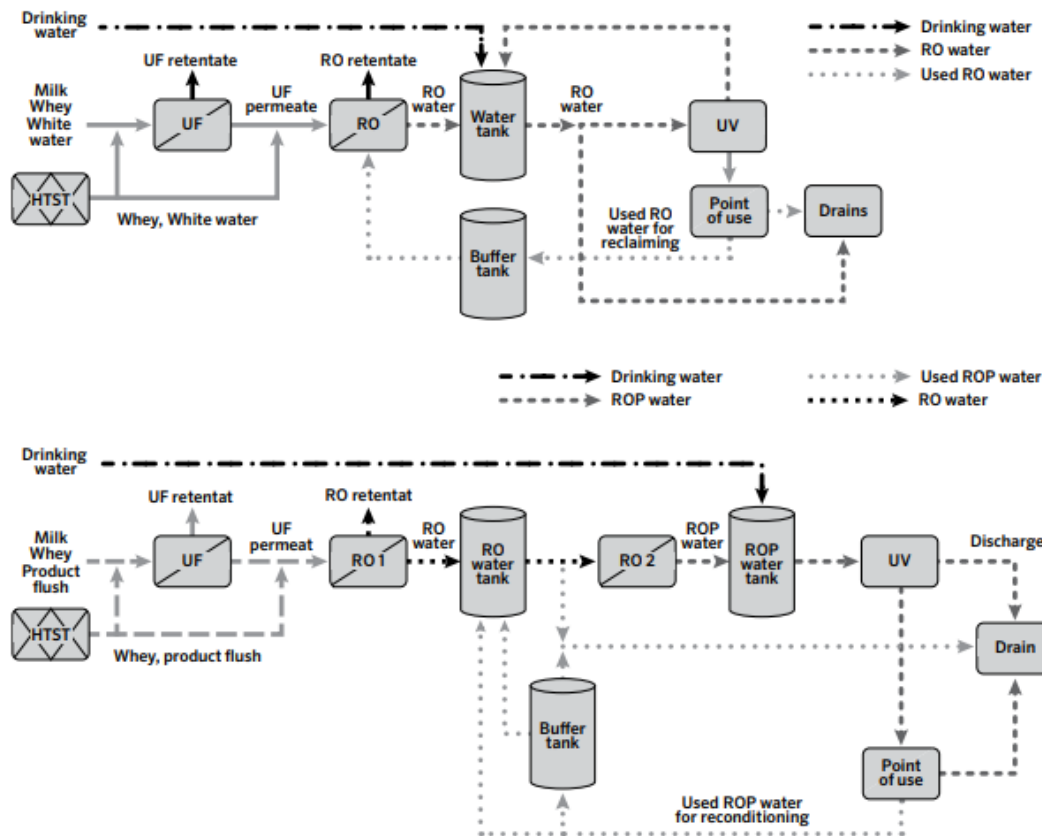 Drinking
water
UF retentate
RO retentate
Milk
Whey
White
water
UF
UF
permeate
RO
RO
water
Water
tank
RO
water
UV
HTST
Whey, White water
Buffer
tank
Used RO
water for
reclaiming
Point
of use
Drains
Drinking water
RO water
Used RO water
Drinking water
ROP water
Used ROP water
RO water
Drinking
water
UF retentat
RO retentat
Milk
Whey
Product
flush
UF
UF
permeat
RO 1
RO
water
RO
water
tank
RO 2
ROP
water
ROP
water
tank
UV
Discharge
HTST
Whey, product flush
Drain
Buffer
tank
Point
of use
Used ROP water
for reconditioning